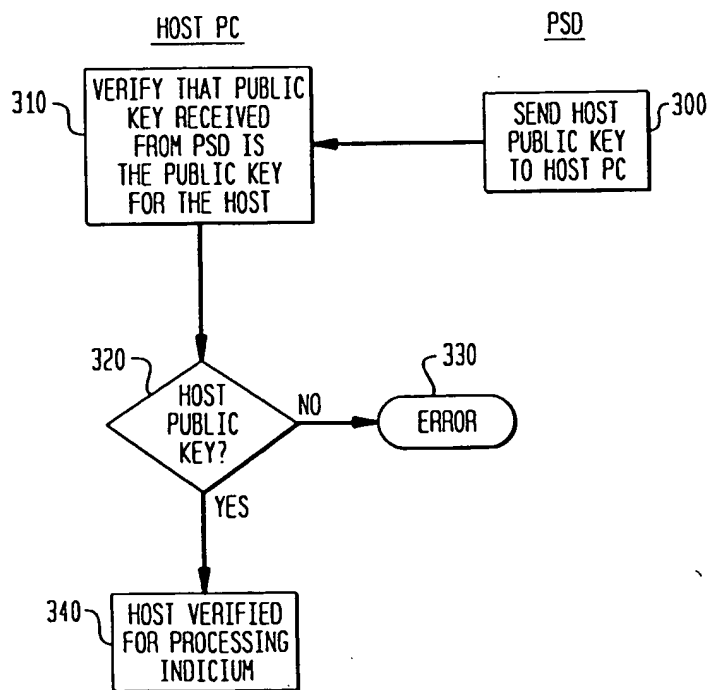 HOST PC
PSD
310
VERIFY THAT PUBLIC
KEY RECEIVED
FROM PSD IS
THE PUBLIC KEY
FOR THE HOST
300
SEND HOST
PUBLIC KEY
TO HOST PC
320
HOST
PUBLIC
KEY?
NO
330
ERROR
YES
340
HOST VERIFIED
FOR PROCESSING
INDICIUM